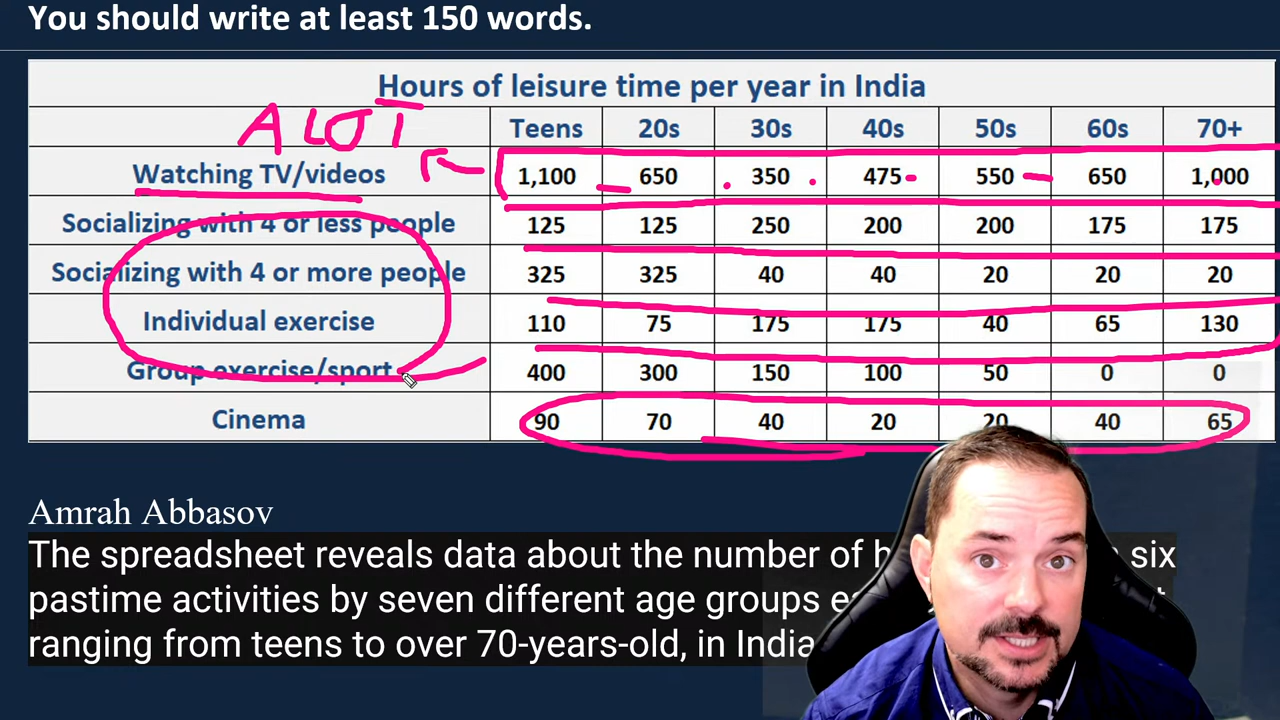 You should write at least 150 words.
Hours of leisure time per year in India
A LOT
Teens 20s 30s 40s 50s 60s 70+
Watching TV/videos 1,100 650 350 475 550 650 1,000
Socializing with 4 or less people 125 125 250 200 200 175 175
Socializing with 4 or more people 325 325 40 40 20 20 20
Individual exercise 110 75 175 175 40 65 130
Group exercise/sport 400 300 150 100 50 0 0
Cinema 90 70 40 20 20 40 65
Amrah Abbasov
The spreadsheet reveals data about the number of six
pastime activities by seven different age groups
ranging from teens to over 70-years-old, in India